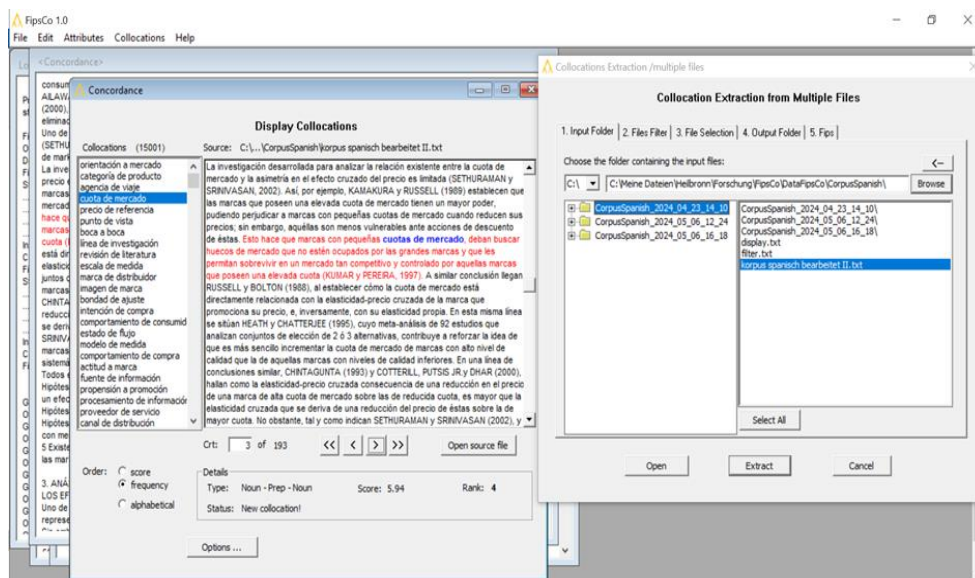 FipsCo 1.0
File Edit Attributes Collocations Help
<Concordance>
Concordance
Display Collocations
Collocations (15001)
orientación a mercado
categoría de producto
agencia de viaje
cuota de mercado
precio de referencia
punto de vista
boca a boca
línea de investigación
revisión de literatura
escala de medida
marca de distribuidor
imagen de marca
bondad de ajuste
intención de compra
comportamiento de consumid
estado de flujo
modelo de medida
comportamiento de compra
actitud a marca
fuente de información
propensión a promoción
procesamiento de información
proveedor de servicio
canal de distribución
Source: C:\...\CorpusSpanish\korpus spanisch bearbeitet II.txt
La investigación desarrollada para analizar la relación existente entre la cuota de
mercado y la asimetría en el efecto cruzado del precio es limitada (SETHURAMAN y
SRINIVASAN, 2002). Así, por ejemplo, KAMAKURA y RUSSELL (1989) establecen que
las marcas que poseen una elevada cuota de mercado tienen un mayor poder,
pudiendo perjudicar a marcas con pequeñas cuotas de mercado cuando reducen sus
precios; sin embargo, aquéllas son menos vulnerables ante acciones de descuento
de éstas. Esto hace que marcas con pequeñas cuotas de mercado, deban buscar
huecos de mercado que no estén ocupados por las grandes marcas y que les
permitan sobrevivir en un mercado tan competitivo y controlado por aquellas marcas
que poseen una elevada cuota (KUMAR y PEREIRA, 1997). A similar conclusión llegan
RUSSELL y BOLTON (1988), al establecer cómo la cuota de mercado está
directamente relacionada con la elasticidad-precio cruzada de la marca que
promociona su precio, e, inversamente, con su elasticidad propia. En esta misma línea
se sitúan HEATH y CHATTERJEE (1995), cuyo meta-análisis de 92 estudios que
analizan conjuntos de elección de 2 ó 3 alternativas, contribuye a reforzar la idea de
que es más sencillo incrementar la cuota de mercado de marcas con alto nivel de
calidad que la de aquellas marcas con niveles de calidad inferiores. En una línea de
conclusiones similar, CHINTAGUNTA (1993) y COTTERILL, PUTSIS JR.y DHAR (2000),
hallan como la elasticidad-precio cruzada consecuencia de una reducción en el precio
de una marca de alta cuota de mercado sobre las de reducida cuota, es mayor que la
elasticidad cruzada que se deriva de una reducción del precio de éstas sobre la de
mayor cuota. No obstante, tal y como indican SETHURAMAN y SRINIVASAN (2002), y
Crt: 3 of 193 << < > >> Open source file
Order: score
frequency
alphabetical
Details
Type: Noun - Prep - Noun Score: 5.94 Rank: 4
Status: New collocation!
Options ...
Collocations Extraction /multiple files
Collocation Extraction from Multiple Files
1. Input Folder 2. Files Filter 3. File Selection 4. Output Folder 5. Fips
Choose the folder containing the input files:
<-
C:\ C:\Meine Dateien\Heilbronn\Forschung\FipsCo\DataFipsCo\CorpusSpanish\ Browse
CorpusSpanish_2024_04_23_14_10
CorpusSpanish_2024_05_06_12_24
CorpusSpanish_2024_05_06_16_18
CorpusSpanish_2024_04_23_14_10\
CorpusSpanish_2024_05_06_12_24\
CorpusSpanish_2024_05_06_16_18\
display.txt
filter.txt
korpus spanisch bearbeitet II.txt
Select All
Open Extract Cancel